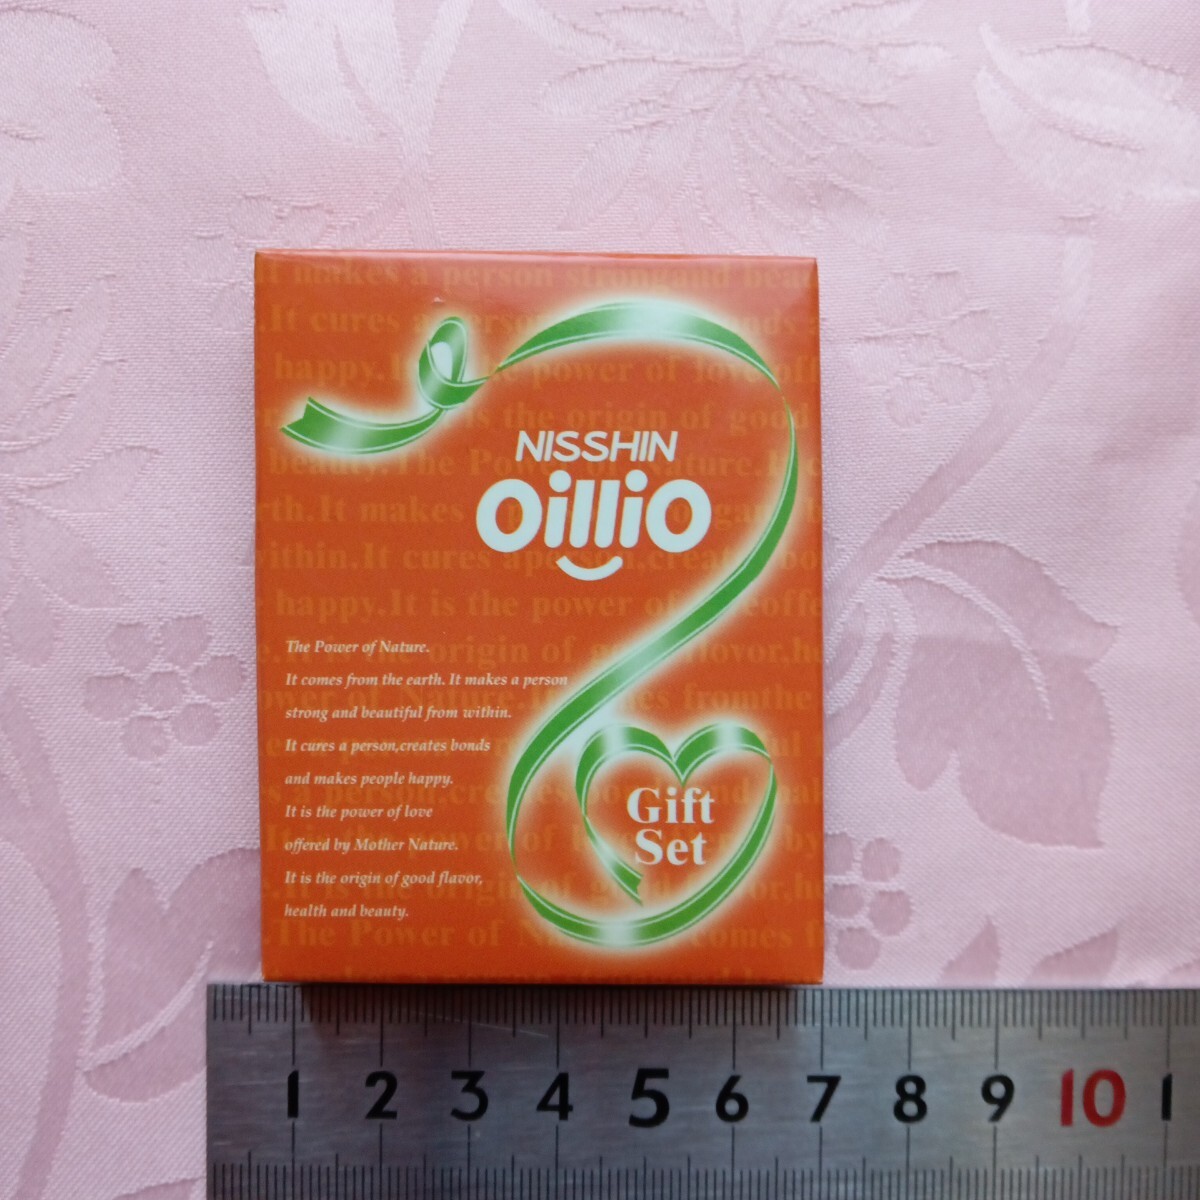 NISSHIN
OilliO
The Power of Nature.
It comes from the earth. It makes a person
strong and beautiful from within.
It cures a person,creates bonds
and makes people happy.
It is the power of love
offered by Mother Nature.
It is the origin of good flavor,
health and beauty.
Gift
Set
1 2 3 4 5 6 7 8 9 10 1